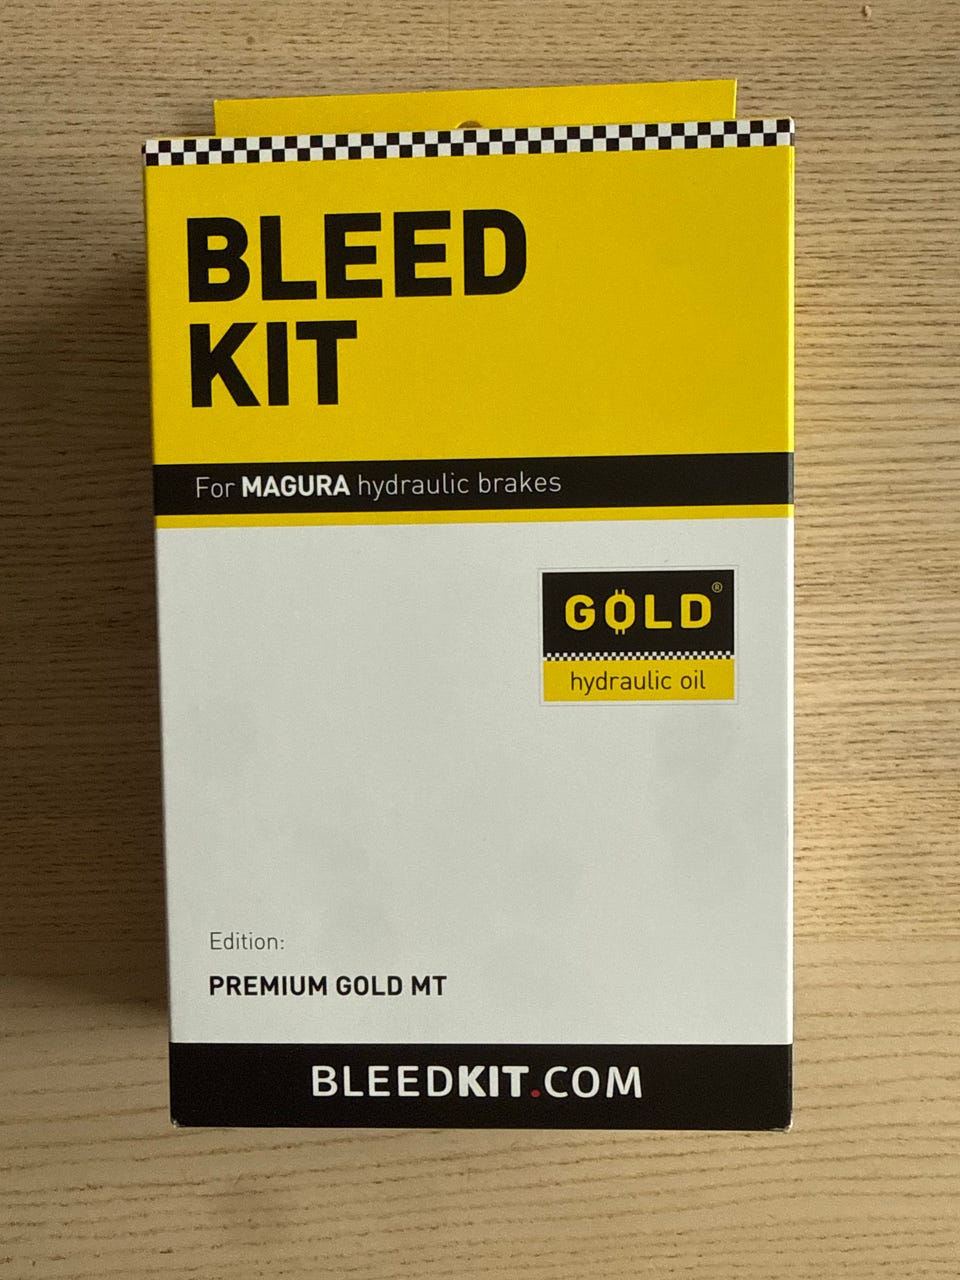 BLEED
KIT
For MAGURA hydraulic brakes
GOLD®
hydraulic oil
Edition:
PREMIUM GOLD MT
BLEEDKIT.COM